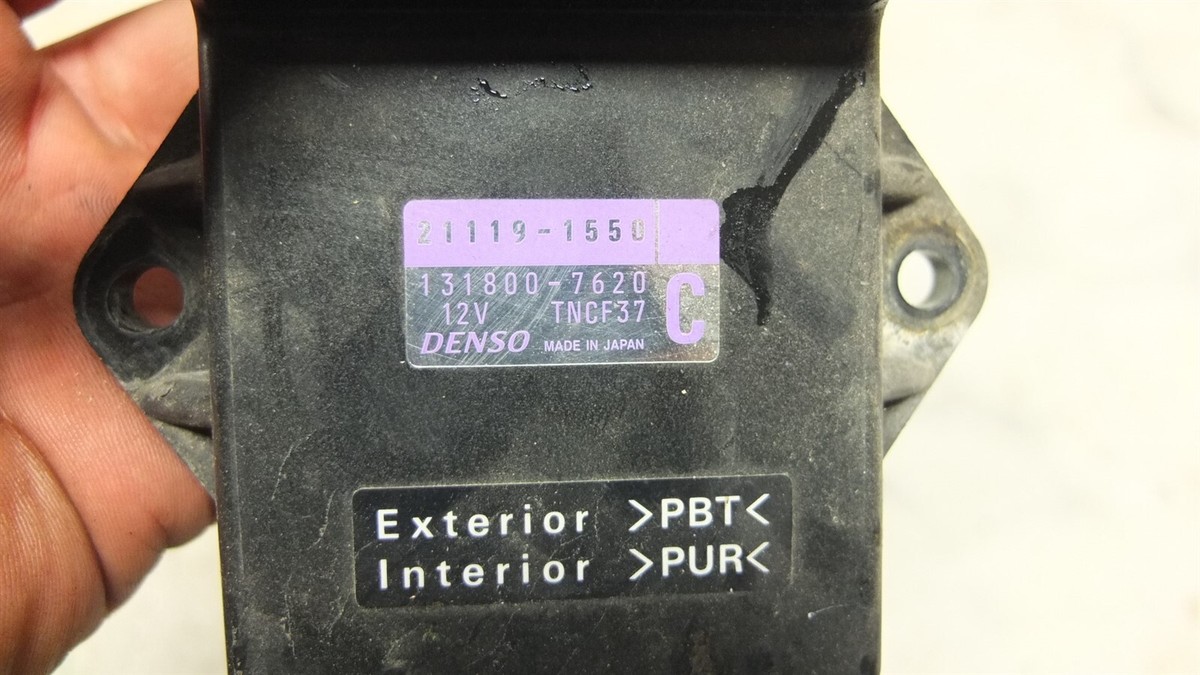 21119-1550
131800-7620
12V TNCF37 C
DENSO MADE IN JAPAN
Exterior >PBT<
Interior >PUR<